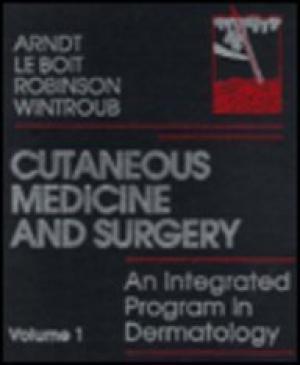 ARNDT
LE BOIT
ROBINSON
WINTROUB
CUTANEOUS
MEDICINE
AND SURGERY
An Integrated
Program in
Dermatology
Volume 1